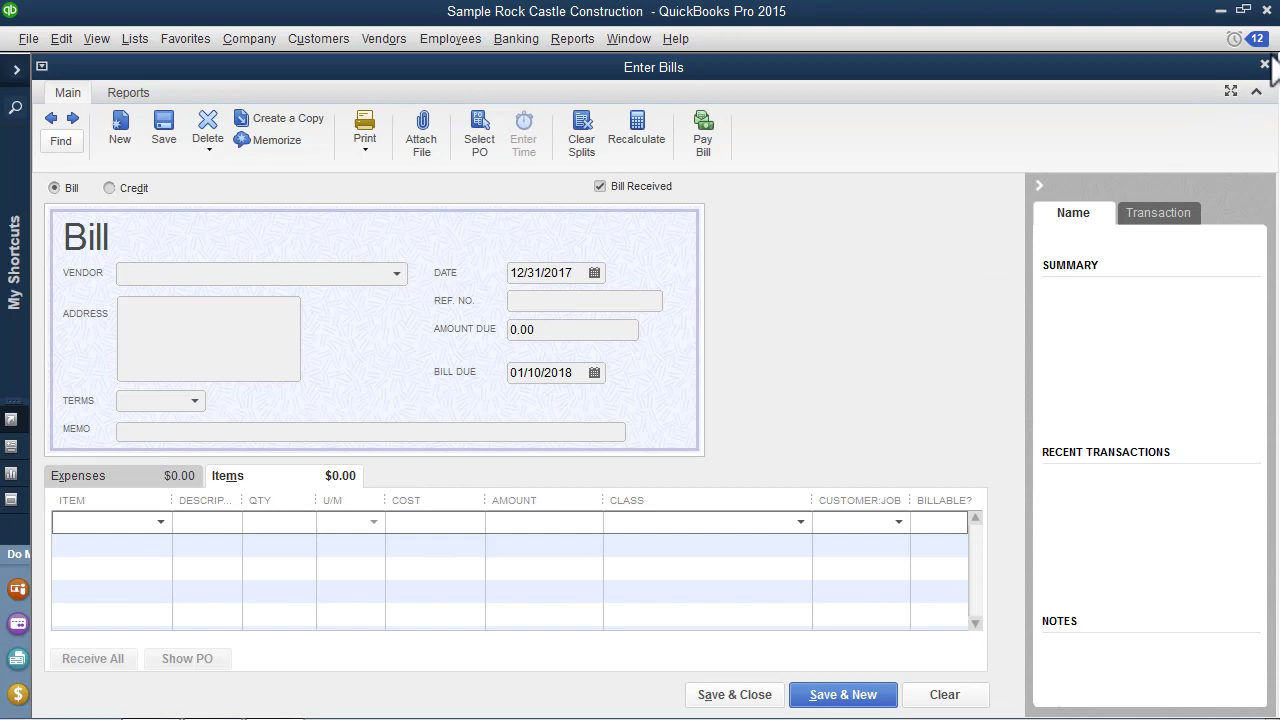 Sample Rock Castle Construction - QuickBooks Pro 2015
File Edit View Lists Favorites Company Customers Vendors Employees Banking Reports Window Help 12
Enter Bills
Main Reports
Find
New
Save
Delete
Create a Copy
Memorize
Print
Attach
File
Select
PO
Enter
Time
Clear
Splits
Recalculate
Pay
Bill
My Shortcuts
Do M
Bill Credit Bill Received
Bill
VENDOR
DATE 12/31/2017
REF. NO.
ADDRESS
AMOUNT DUE 0.00
BILL DUE 01/10/2018
TERMS
MEMO
Expenses $0.00 Items $0.00
ITEM DESCRIP... QTY U/M COST AMOUNT CLASS CUSTOMER:JOB BILLABLE?
Receive All Show PO
Save & Close Save & New Clear
Name Transaction
SUMMARY
RECENT TRANSACTIONS
NOTES